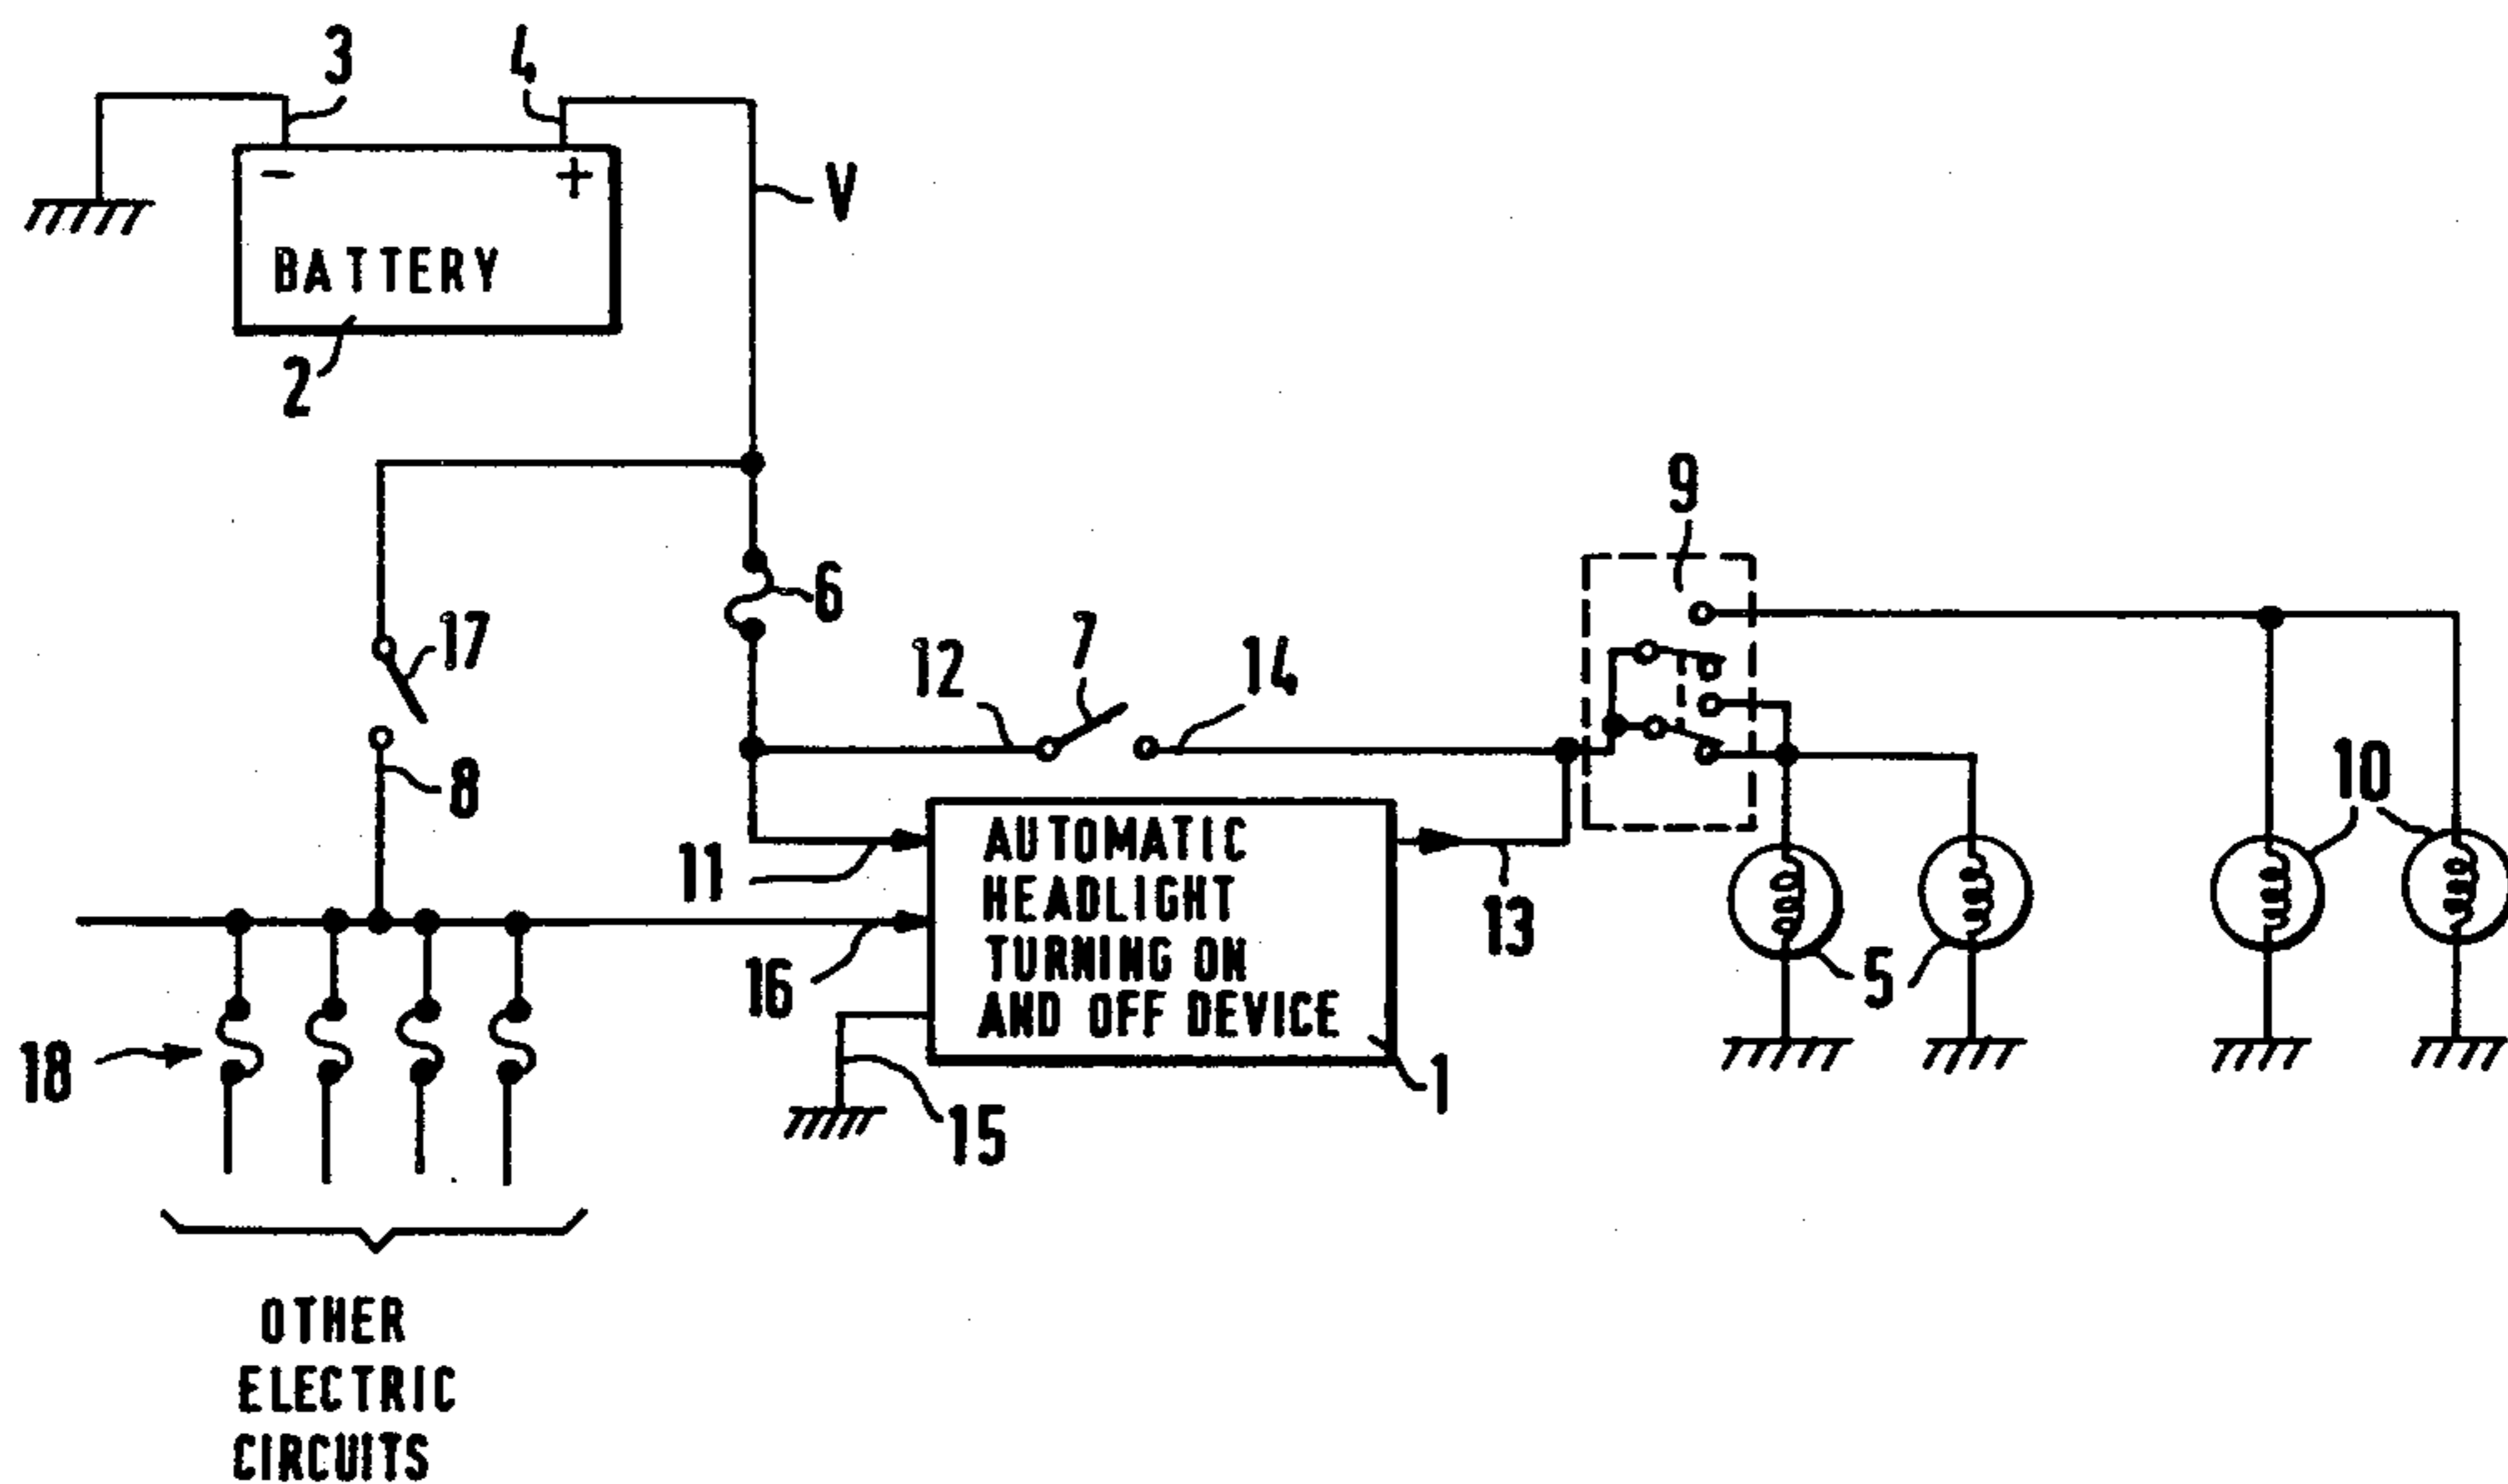 3
4
- +
V
BATTERY
2
9
6
17
12
7
14
8
10
11
AUTOMATIC
HEADLIGHT
TURNING ON
AND OFF DEVICE
13
16
5
18
1
15
OTHER
ELECTRIC
CIRCUITS